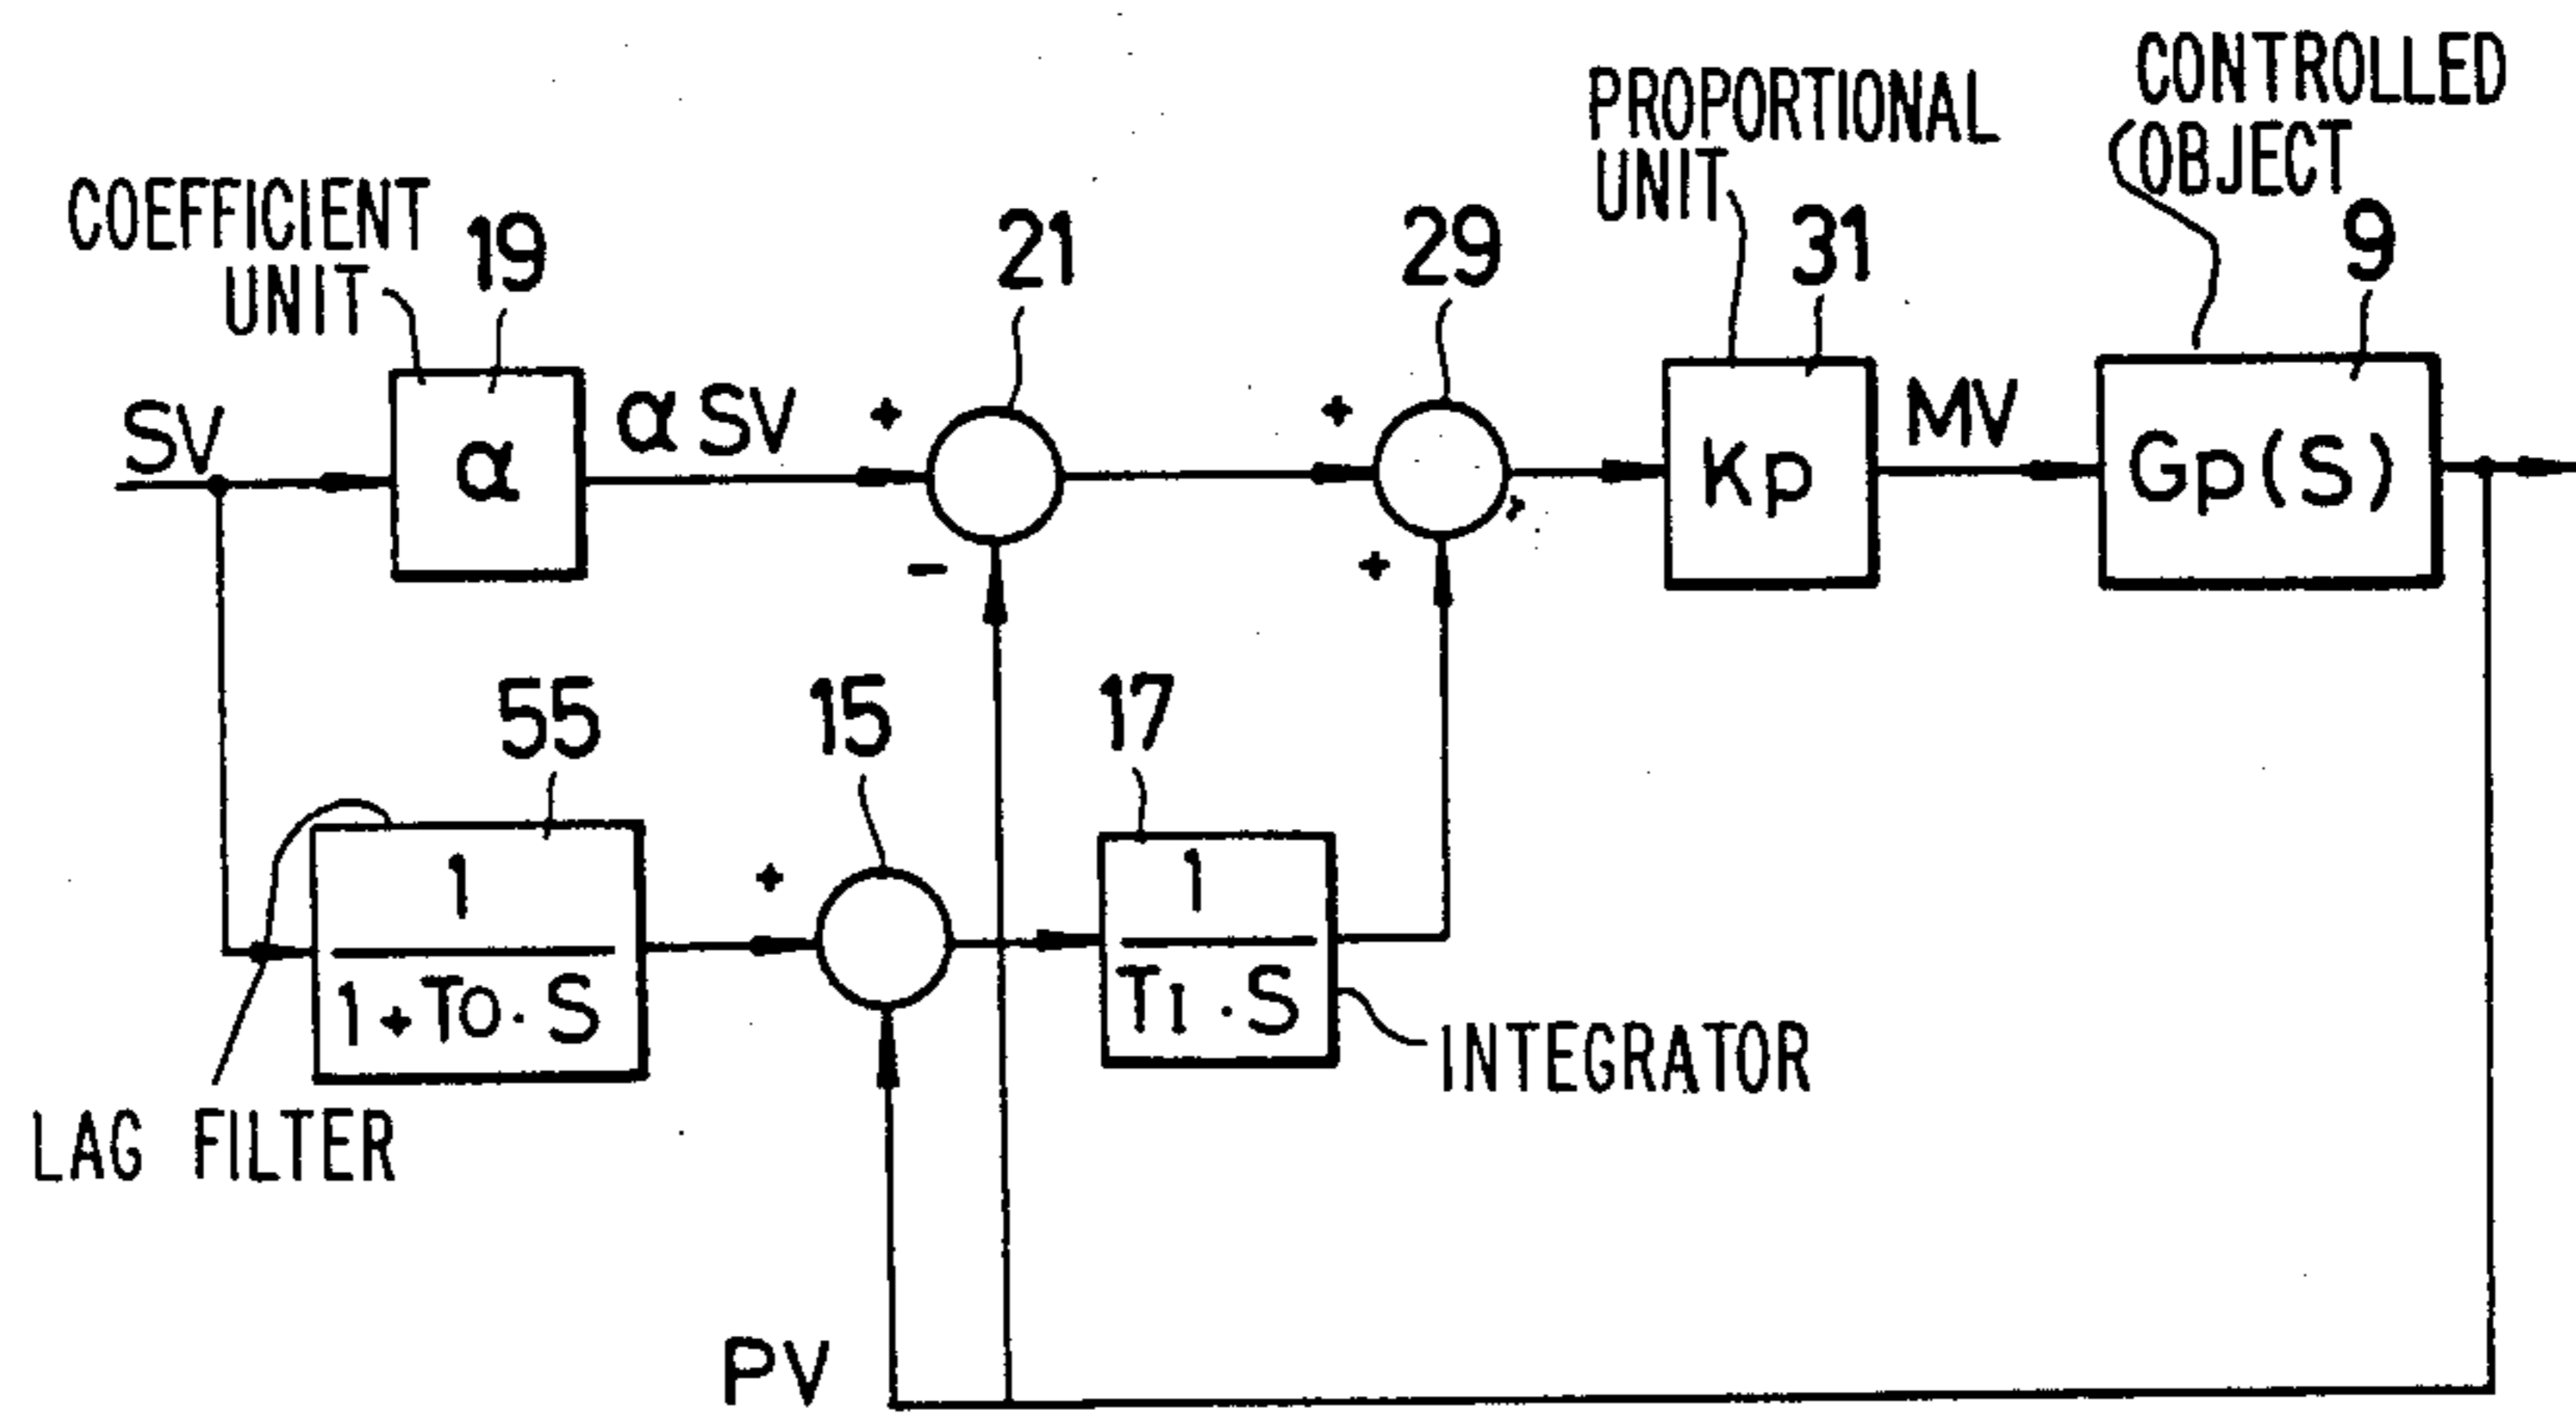 CONTROLLED
OBJECT
9
PROPORTIONAL
UNIT
31
COEFFICIENT
UNIT
19
21
29
SV
α
α SV
+
-
+
+
Kp
MV
Gp(S)
55
15
17
1
1+To·S
+
1
TI·S
INTEGRATOR
LAG FILTER
PV